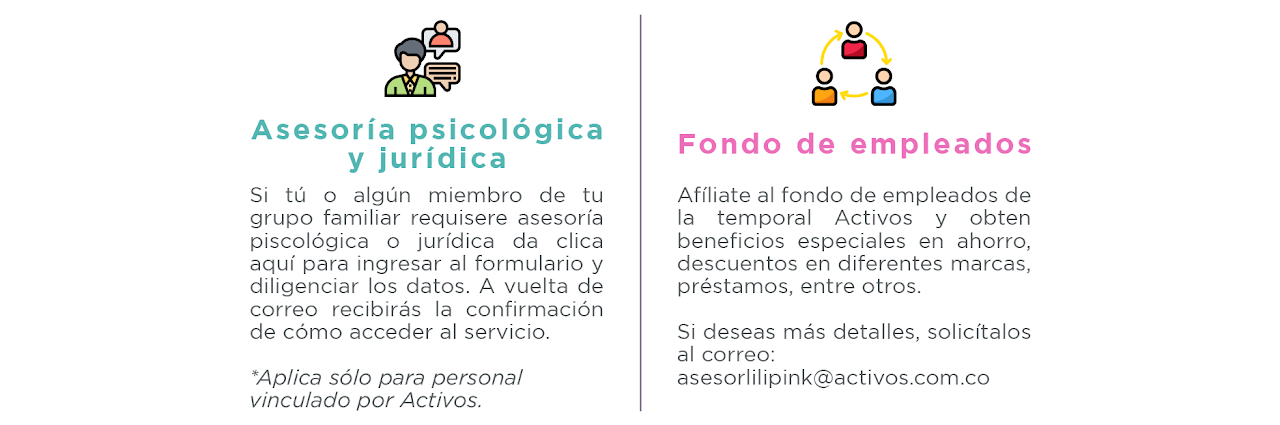 Asesoría psicológica
y jurídica
Si tú o algún miembro de tu
grupo familiar requisere asesoría
piscológica o jurídica da clica
aquí para ingresar al formulario y
diligenciar los datos. A vuelta de
correo recibirás la confirmación
de cómo acceder al servicio.
*Aplica sólo para personal
vinculado por Activos.
Fondo de empleados
Afíliate al fondo de empleados de
la temporal Activos y obten
beneficios especiales en ahorro,
descuentos en diferentes marcas,
préstamos, entre otros.
Si deseas más detalles, solicítalos
al correo:
asesorlilipink@activos.com.co